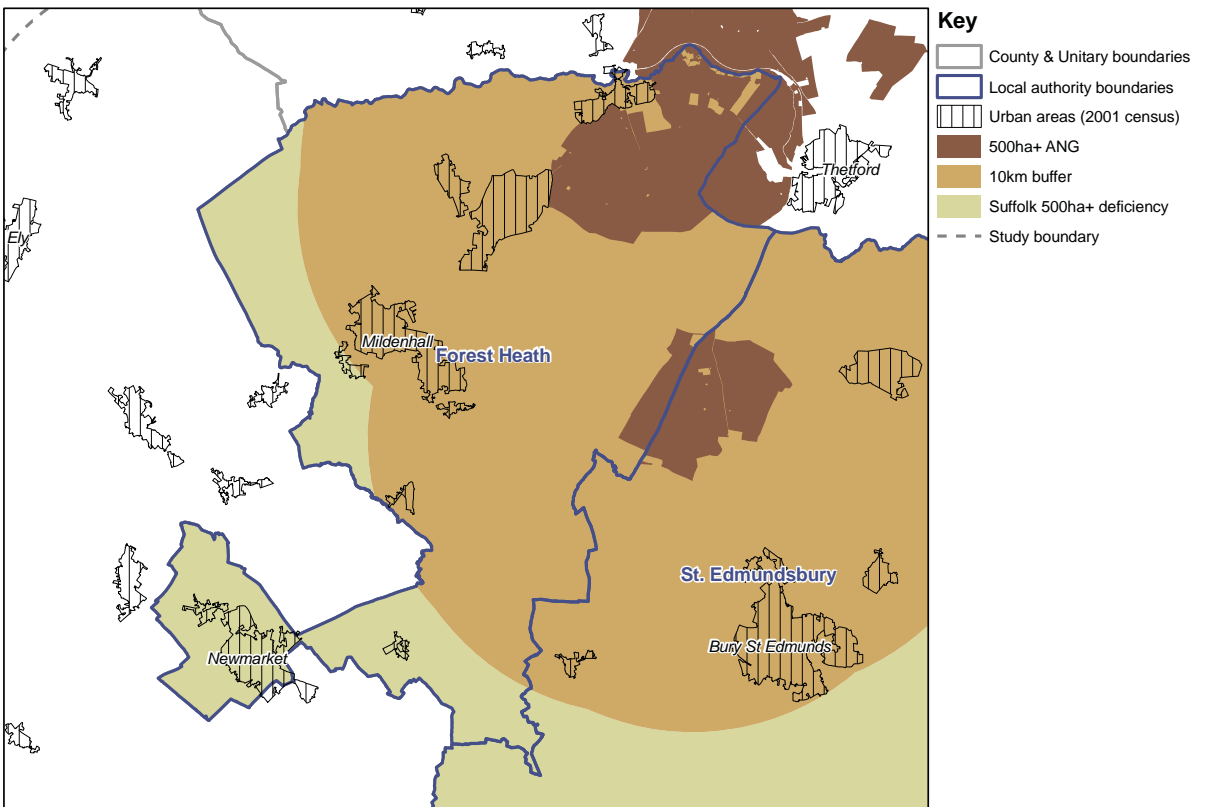 Key
County & Unitary boundaries
Local authority boundaries
Urban areas (2001 census)
500ha+ ANG
10km buffer
Suffolk 500ha+ deficiency
Study boundary
Thetford
Ely
Mildenhall
Forest Heath
St. Edmundsbury
Bury St Edmunds
Newmarket